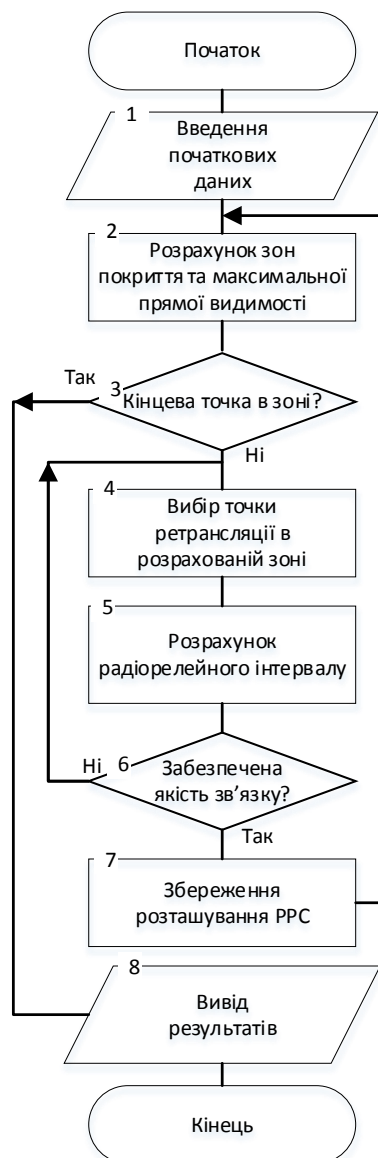 Початок
1
Введення
початкових
даних
2
Розрахунок зон
покриття та максимальної
прямої видимості
Так
3
Кінцева точка в зоні?
Ні
4
Вибір точки
ретрансляції в
розрахованій зоні
5
Розрахунок
радіорелейного інтервалу
Ні
6
Забезпечена
якість зв’язку?
Так
7
Збереження
розташування РРС
8
Вивід
результатів
Кінець